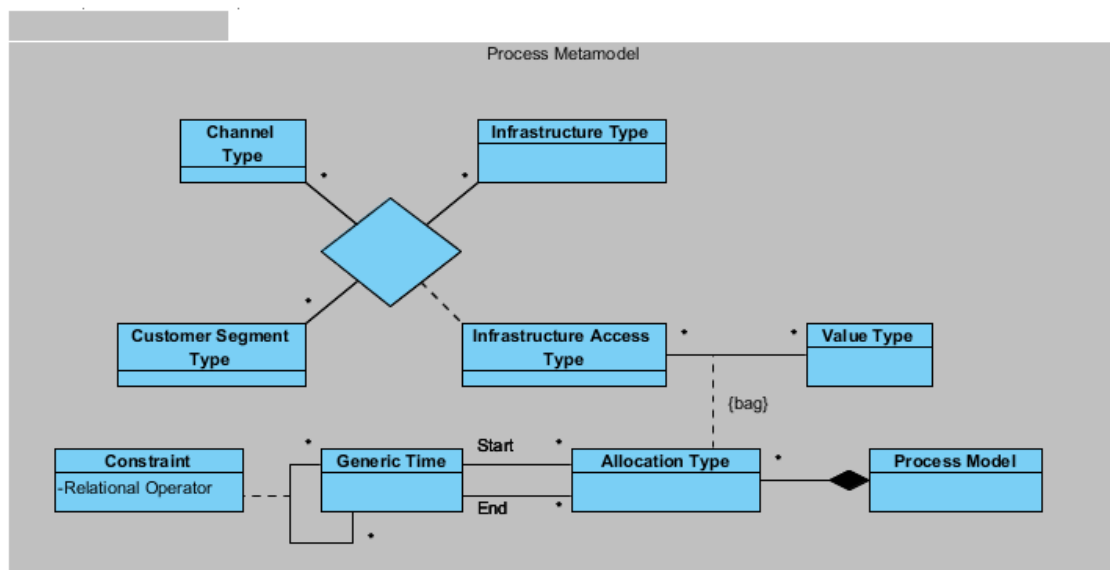 Process Metamodel
Channel
Type
*
Infrastructure Type
*
*
Customer Segment
Type
Infrastructure Access
Type
*
*
Value Type
{bag}
Constraint
-Relational Operator
*
*
Generic Time
Start
*
End
*
Allocation Type
*
Process Model